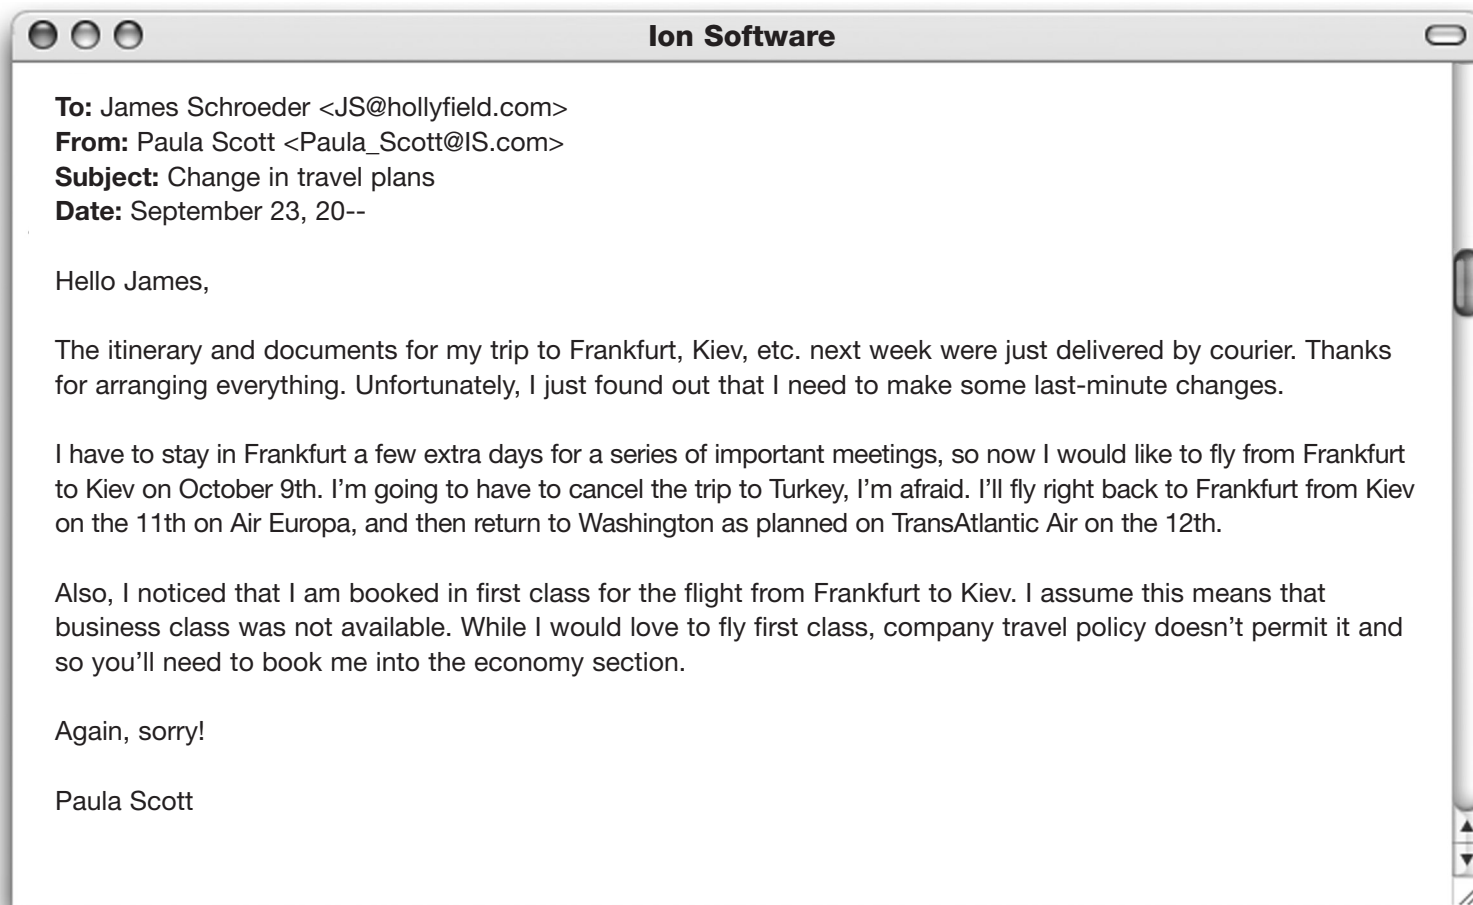 Ion Software
To: James Schroeder <JS@hollyfield.com>
From: Paula Scott <Paula_Scott@IS.com>
Subject: Change in travel plans
Date: September 23, 20--
Hello James,
The itinerary and documents for my trip to Frankfurt, Kiev, etc. next week were just delivered by courier. Thanks
for arranging everything. Unfortunately, I just found out that I need to make some last-minute changes.
I have to stay in Frankfurt a few extra days for a series of important meetings, so now I would like to fly from Frankfurt
to Kiev on October 9th. I’m going to have to cancel the trip to Turkey, I’m afraid. I’ll fly right back to Frankfurt from Kiev
on the 11th on Air Europa, and then return to Washington as planned on TransAtlantic Air on the 12th.
Also, I noticed that I am booked in first class for the flight from Frankfurt to Kiev. I assume this means that
business class was not available. While I would love to fly first class, company travel policy doesn’t permit it and
so you’ll need to book me into the economy section.
Again, sorry!
Paula Scott